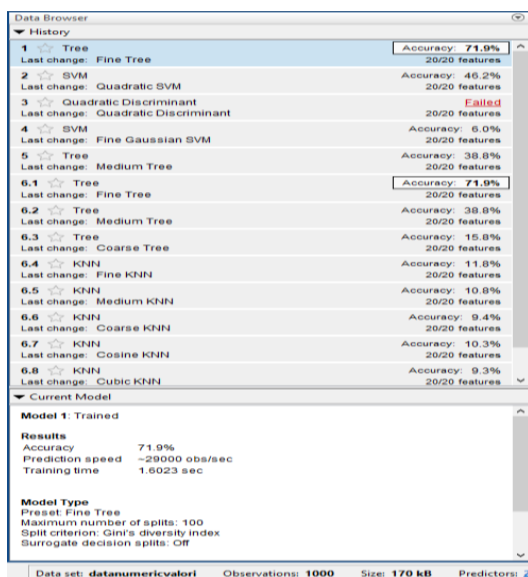 Data Browser
History
1 Tree Accuracy: 71.9%
Last change: Fine Tree 20/20 features
2 SVM Accuracy: 46.2%
Last change: Quadratic SVM 20/20 features
3 Quadratic Discriminant Failed
Last change: Quadratic Discriminant 20/20 features
4 SVM Accuracy: 6.0%
Last change: Fine Gaussian SVM 20/20 features
5 Tree Accuracy: 38.8%
Last change: Medium Tree 20/20 features
6.1 Tree Accuracy: 71.9%
Last change: Fine Tree 20/20 features
6.2 Tree Accuracy: 38.8%
Last change: Medium Tree 20/20 features
6.3 Tree Accuracy: 15.8%
Last change: Coarse Tree 20/20 features
6.4 KNN Accuracy: 11.8%
Last change: Fine KNN 20/20 features
6.5 KNN Accuracy: 10.8%
Last change: Medium KNN 20/20 features
6.6 KNN Accuracy: 9.4%
Last change: Coarse KNN 20/20 features
6.7 KNN Accuracy: 10.3%
Last change: Cosine KNN 20/20 features
6.8 KNN Accuracy: 9.3%
Last change: Cubic KNN 20/20 features
Current Model
Model 1: Trained
Results
Accuracy 71.9%
Prediction speed ~29000 obs/sec
Training time 1.6023 sec
Model Type
Preset: Fine Tree
Maximum number of splits: 100
Split criterion: Gini's diversity index
Surrogate decision splits: Off
Data set: datanumericvalori Observations: 1000 Size: 170 kB Predictors: